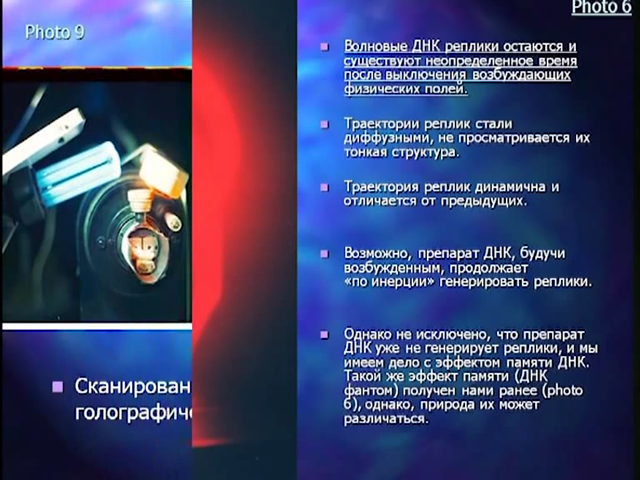 Photo 6
Photo 9
Волновые ДНК реплики остаются и
существуют неопределенное время
после выключения возбуждающих
физических полей.
Траектории реплик стали
диффузными, не просматривается их
тонкая структура.
Траектория реплик динамична и
отличается от предыдущих.
Возможно, препарат ДНК, будучи
возбужденным, продолжает
«по инерции» генерировать реплики.
Однако не исключено, что препарат
ДНК уже не генерирует реплики, и мы
имеем дело с эффектом памяти ДНК.
Такой же эффект памяти (ДНК
фантом) получен нами ранее (photo
6), однако, природа их может
различаться.
Сканирован
голографиче